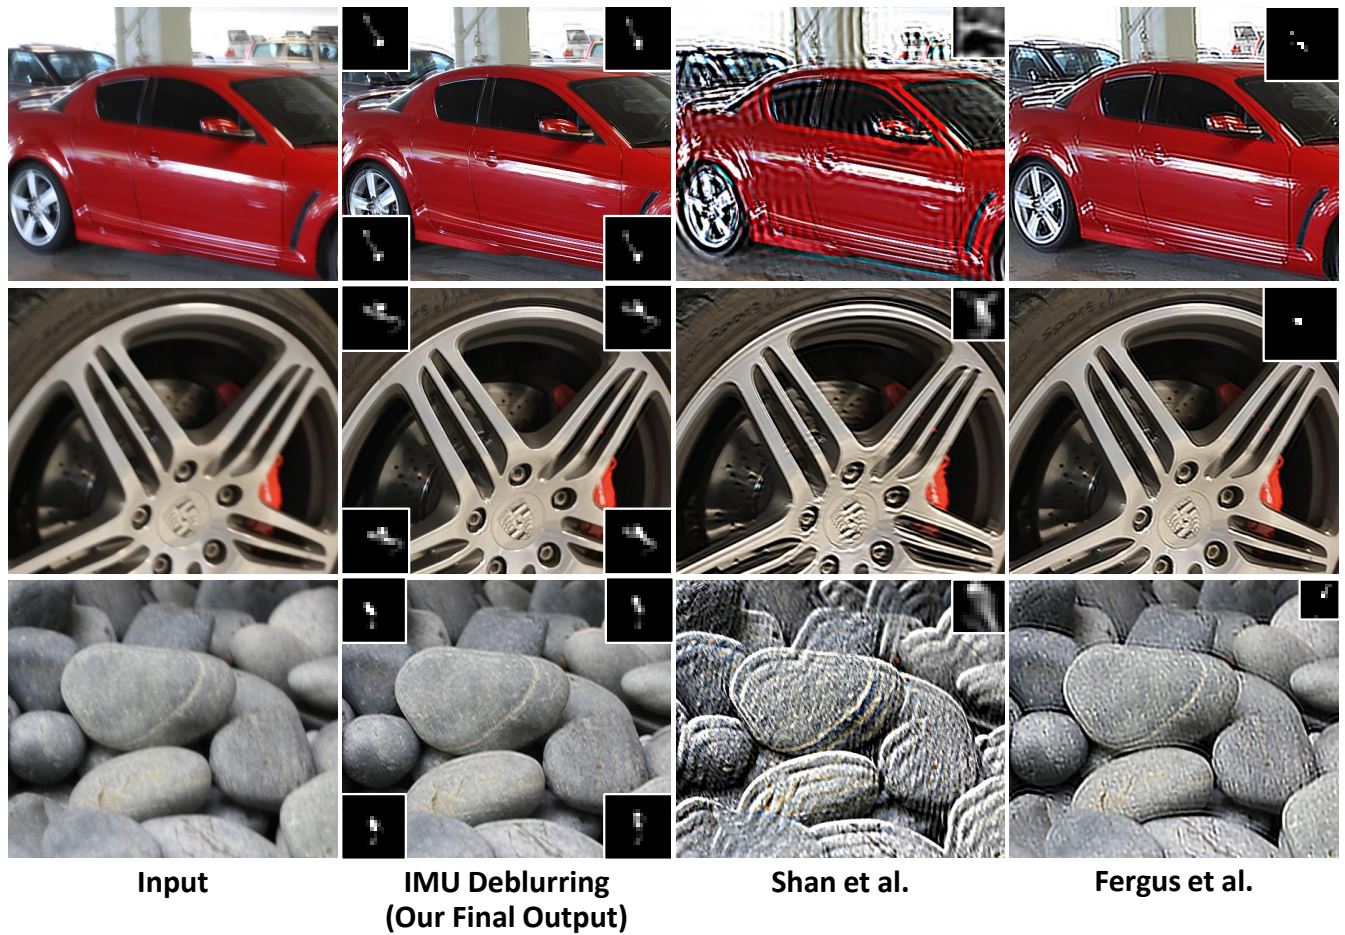 Input
IMU Deblurring
(Our Final Output)
Shan et al.
Fergus et al.